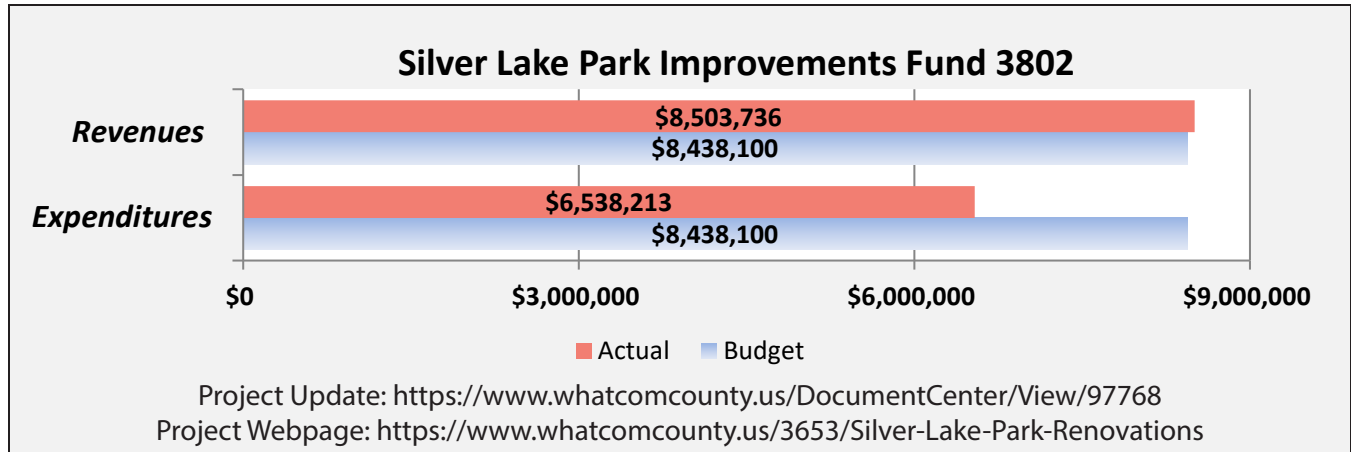 Silver Lake Park Improvements Fund 3802
Revenues
$8,503,736
$8,438,100
Expenditures
$6,538,213
$8,438,100
$0 $3,000,000 $6,000,000 $9,000,000
Actual Budget
Project Update: https://www.whatcomcounty.us/DocumentCenter/View/97768
Project Webpage: https://www.whatcomcounty.us/3653/Silver-Lake-Park-Renovations